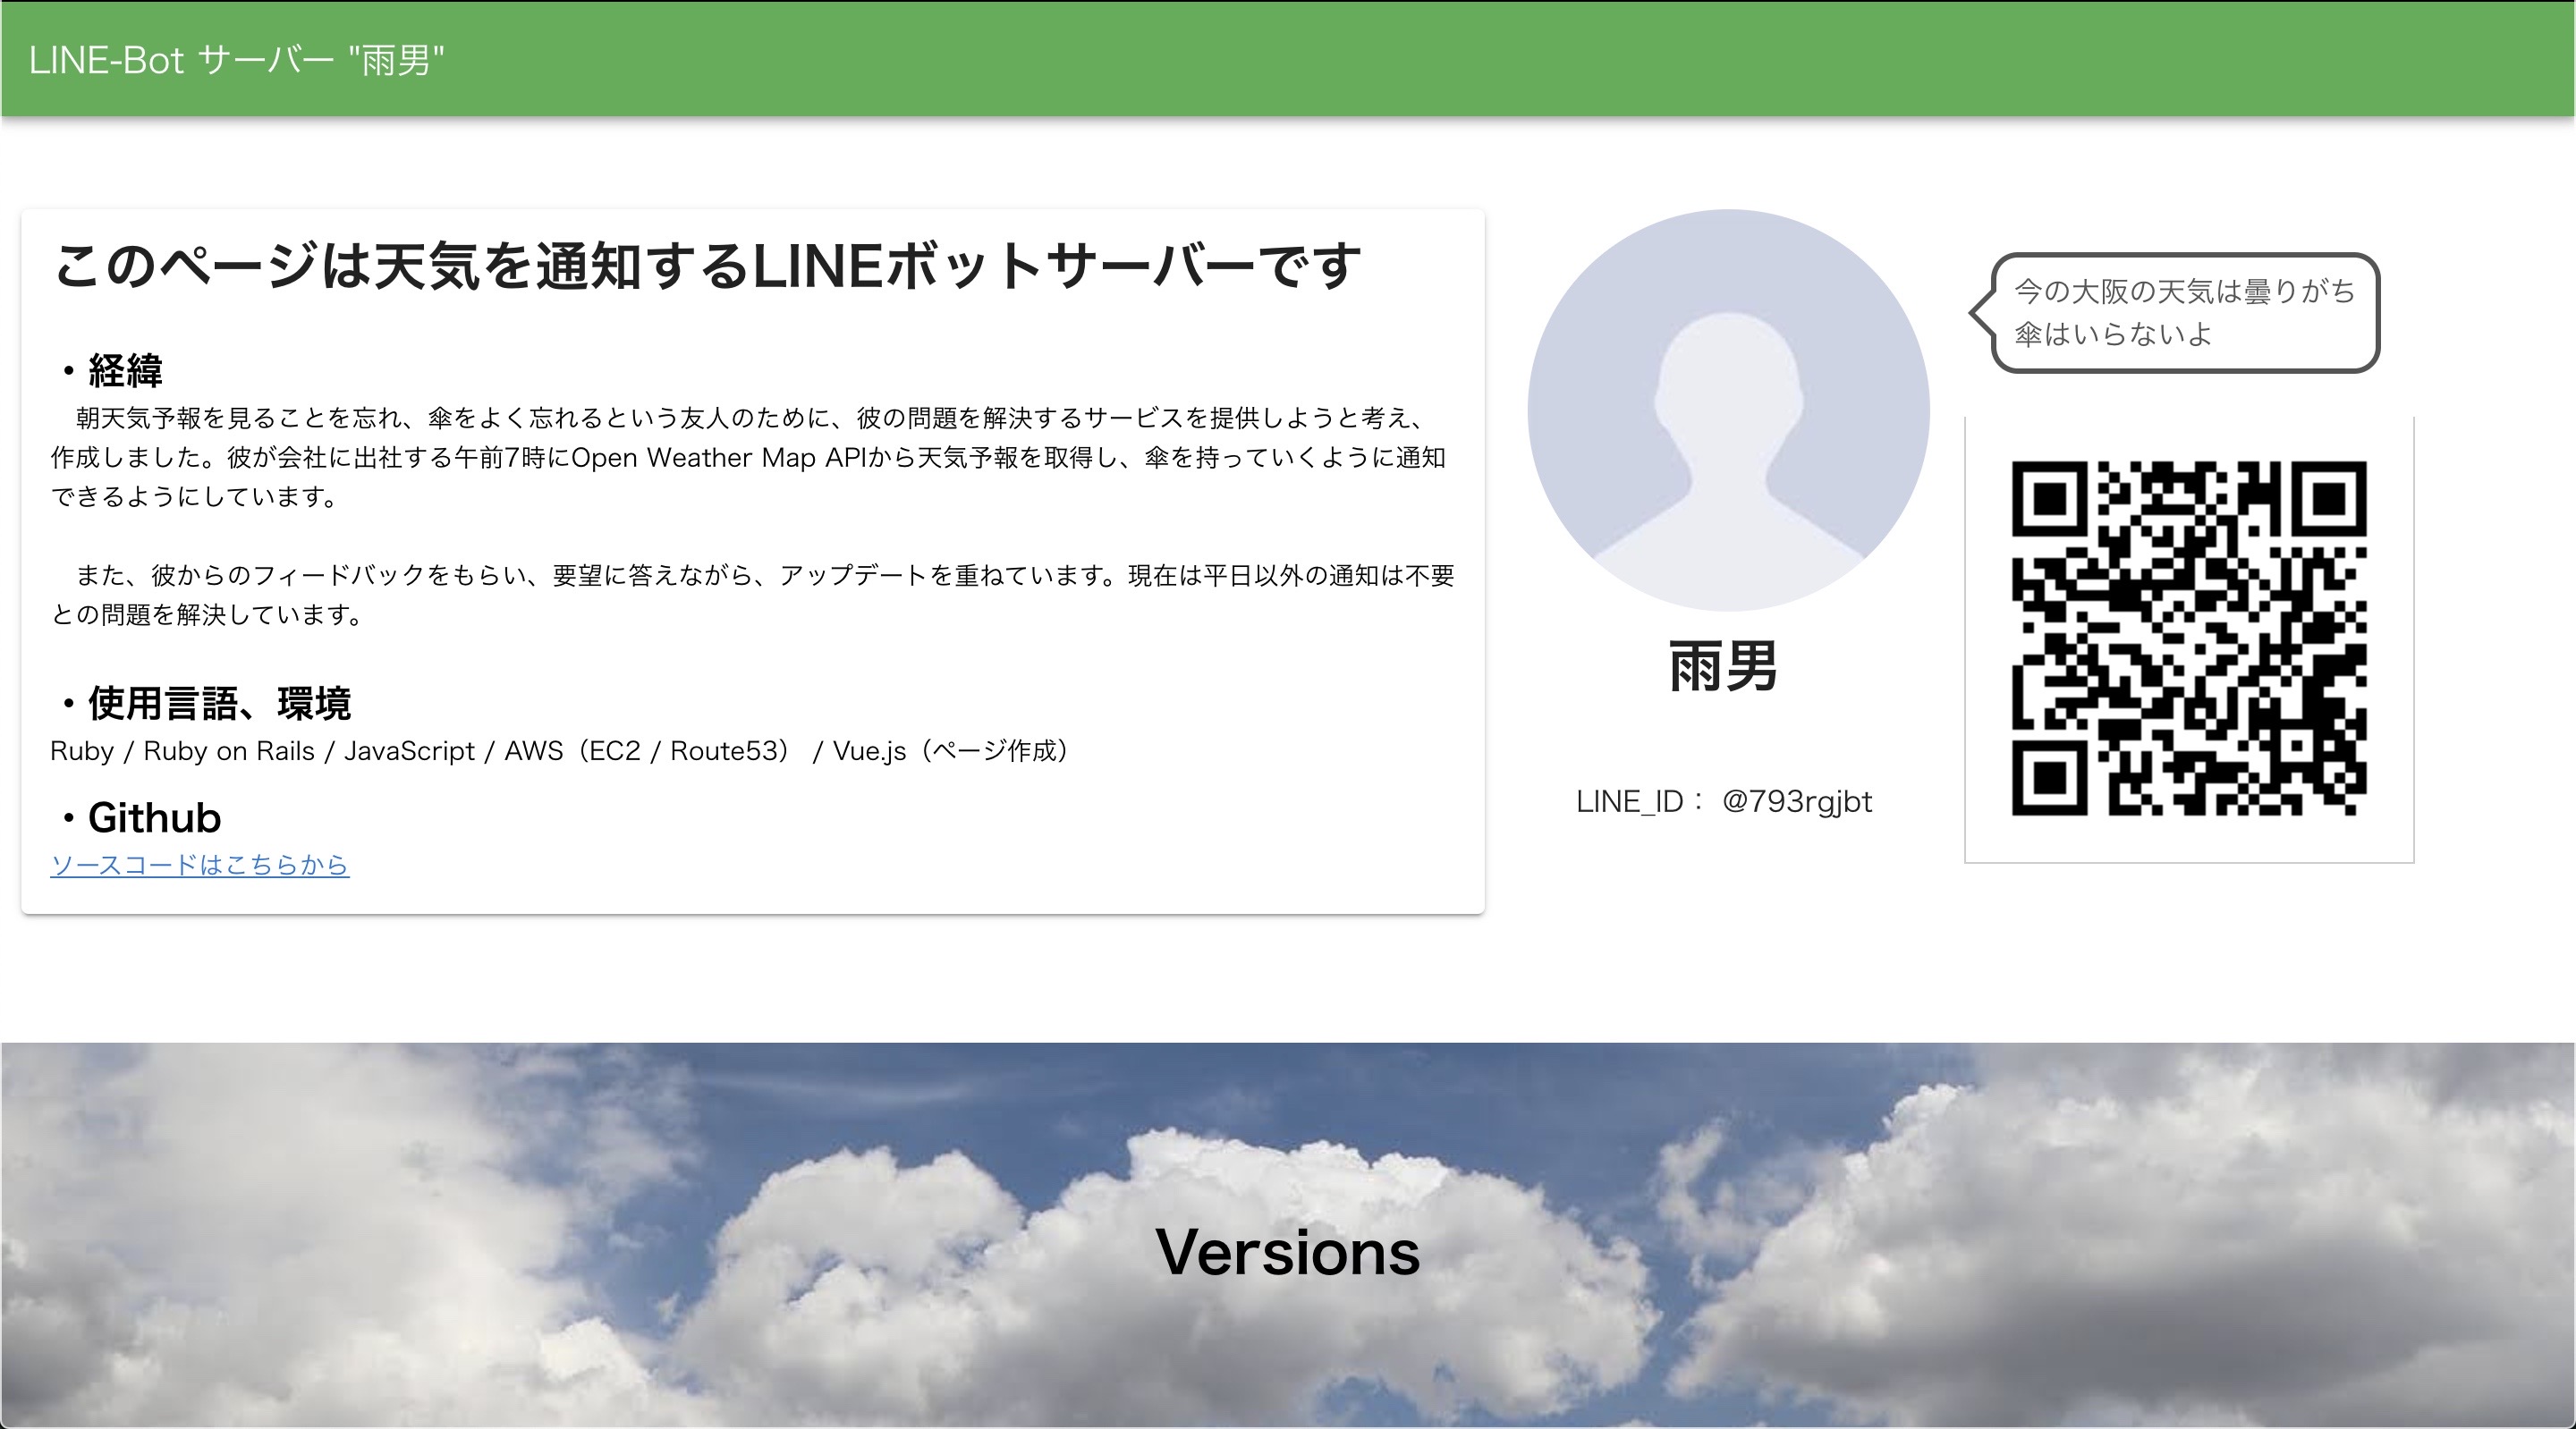 LINE-Bot サーバー "雨男"
このページは天気を通知するLINEボットサーバーです
・経緯
　朝天気予報を見ることを忘れ、傘をよく忘れるという友人のために、彼の問題を解決するサービスを提供しようと考え、
作成しました。彼が会社に出社する午前7時にOpen Weather Map APIから天気予報を取得し、傘を持っていくように通知
できるようにしています。
　また、彼からのフィードバックをもらい、要望に答えながら、アップデートを重ねています。現在は平日以外の通知は不要
との問題を解決しています。
・使用言語、環境
Ruby / Ruby on Rails / JavaScript / AWS（EC2 / Route53） / Vue.js（ページ作成）
・Github
ソースコードはこちらから
雨男
LINE_ID： @793rgjbt
今の大阪の天気は曇りがち
傘はいらないよ
Versions